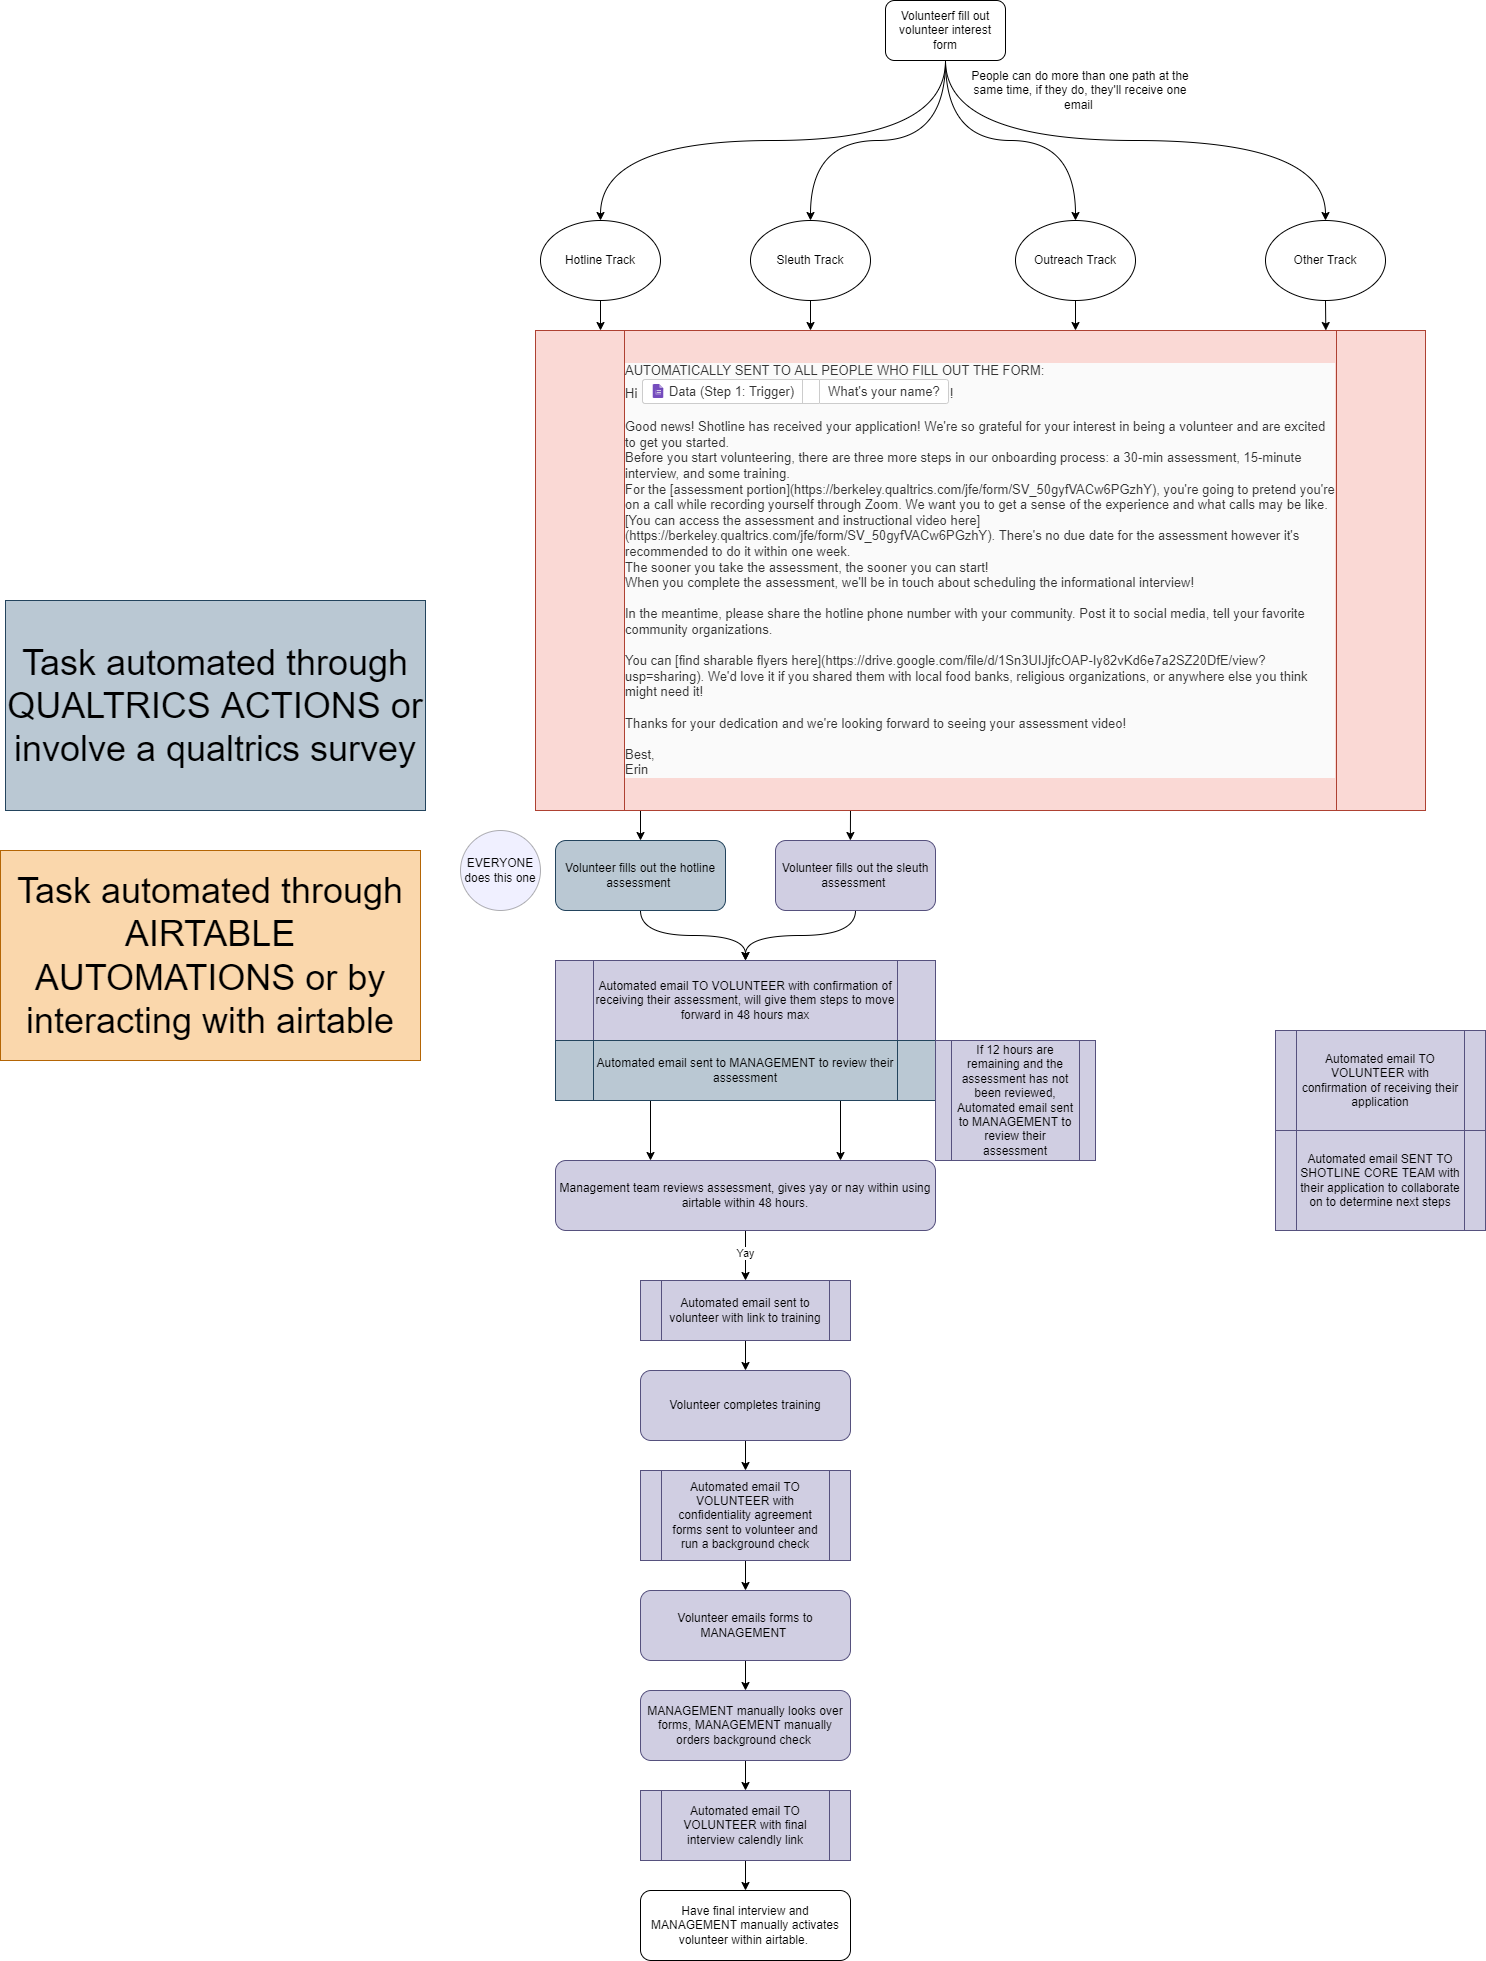 Volunteerf fill out
volunteer interest
form
People can do more than one path at the
same time, if they do, they'll receive one
email
Hotline Track
Sleuth Track
Outreach Track
Other Track
AUTOMATICALLY SENT TO ALL PEOPLE WHO FILL OUT THE FORM:
Hi Data (Step 1: Trigger) What's your name? !
Good news! Shotline has received your application! We're so grateful for your interest in being a volunteer and are excited
to get you started.
Before you start volunteering, there are three more steps in our onboarding process: a 30-min assessment, 15-minute
interview, and some training.
For the [assessment portion](https://berkeley.qualtrics.com/jfe/form/SV_50gyfVACw6PGzhY), you're going to pretend you're
on a call while recording yourself through Zoom. We want you to get a sense of the experience and what calls may be like.
[You can access the assessment and instructional video here]
(https://berkeley.qualtrics.com/jfe/form/SV_50gyfVACw6PGzhY). There's no due date for the assessment however it's
recommended to do it within one week.
The sooner you take the assessment, the sooner you can start!
When you complete the assessment, we'll be in touch about scheduling the informational interview!
In the meantime, please share the hotline phone number with your community. Post it to social media, tell your favorite
community organizations.
You can [find sharable flyers here](https://drive.google.com/file/d/1Sn3UIJjfcOAP-Iy82vKd6e7a2SZ20DfE/view?
usp=sharing). We'd love it if you shared them with local food banks, religious organizations, or anywhere else you think
might need it!
Thanks for your dedication and we're looking forward to seeing your assessment video!
Best,
Erin
Task automated through
QUALTRICS ACTIONS or
involve a qualtrics survey
Task automated through
AIRTABLE
AUTOMATIONS or by
interacting with airtable
EVERYONE
does this one
Volunteer fills out the hotline
assessment
Volunteer fills out the sleuth
assessment
Automated email TO VOLUNTEER with confirmation of
receiving their assessment, will give them steps to move
forward in 48 hours max
Automated email sent to MANAGEMENT to review their
assessment
If 12 hours are
remaining and the
assessment has not
been reviewed,
Automated email sent
to MANAGEMENT to
review their
assessment
Automated email TO
VOLUNTEER with
confirmation of receiving their
application
Automated email SENT TO
SHOTLINE CORE TEAM with
their application to collaborate
on to determine next steps
Management team reviews assessment, gives yay or nay within using
airtable within 48 hours.
Yay
Automated email sent to
volunteer with link to training
Volunteer completes training
Automated email TO
VOLUNTEER with
confidentiality agreement
forms sent to volunteer and
run a background check
Volunteer emails forms to
MANAGEMENT
MANAGEMENT manually looks over
forms, MANAGEMENT manually
orders background check
Automated email TO
VOLUNTEER with final
interview calendly link
Have final interview and
MANAGEMENT manually activates
volunteer within airtable.